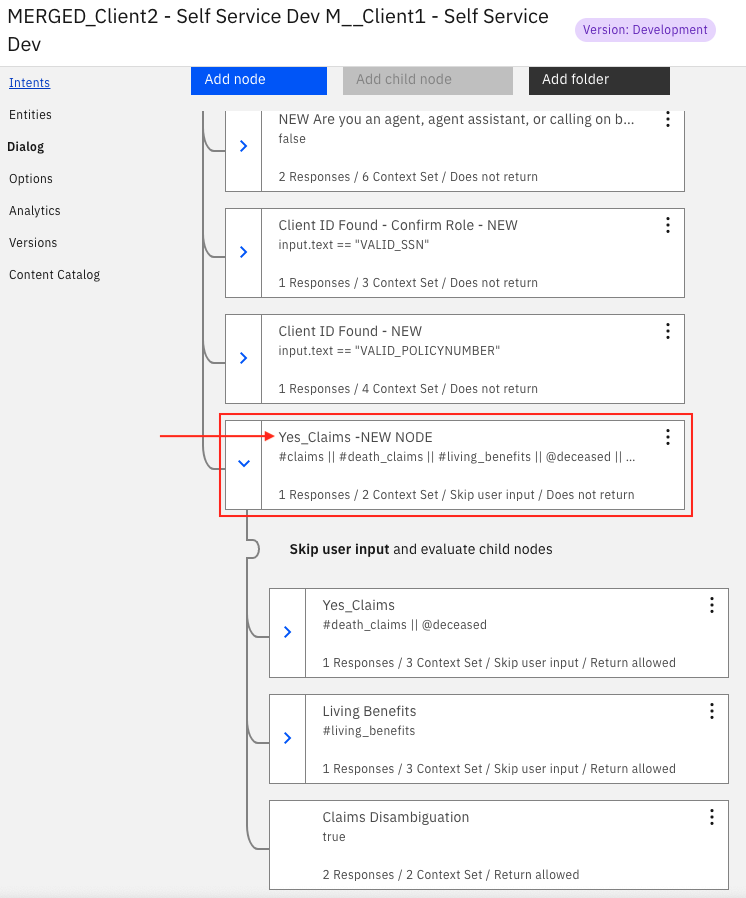 MERGED_Client2 - Self Service Dev M__Client1 - Self Service
Dev
Version: Development
Intents
Entities
Dialog
Options
Analytics
Versions
Content Catalog
Add node
Add child node
Add folder
NEW Are you an agent, agent assistant, or calling on b...
false
2 Responses / 6 Context Set / Does not return
Client ID Found - Confirm Role - NEW
input.text == "VALID_SSN"
1 Responses / 3 Context Set / Does not return
Client ID Found - NEW
input.text == "VALID_POLICYNUMBER"
1 Responses / 4 Context Set / Does not return
Yes_Claims -NEW NODE
#claims || #death_claims || #living_benefits || @deceased || ...
1 Responses / 2 Context Set / Skip user input / Does not return
Skip user input and evaluate child nodes
Yes_Claims
#death_claims || @deceased
1 Responses / 3 Context Set / Skip user input / Return allowed
Living Benefits
#living_benefits
1 Responses / 3 Context Set / Skip user input / Return allowed
Claims Disambiguation
true
2 Responses / 2 Context Set / Return allowed